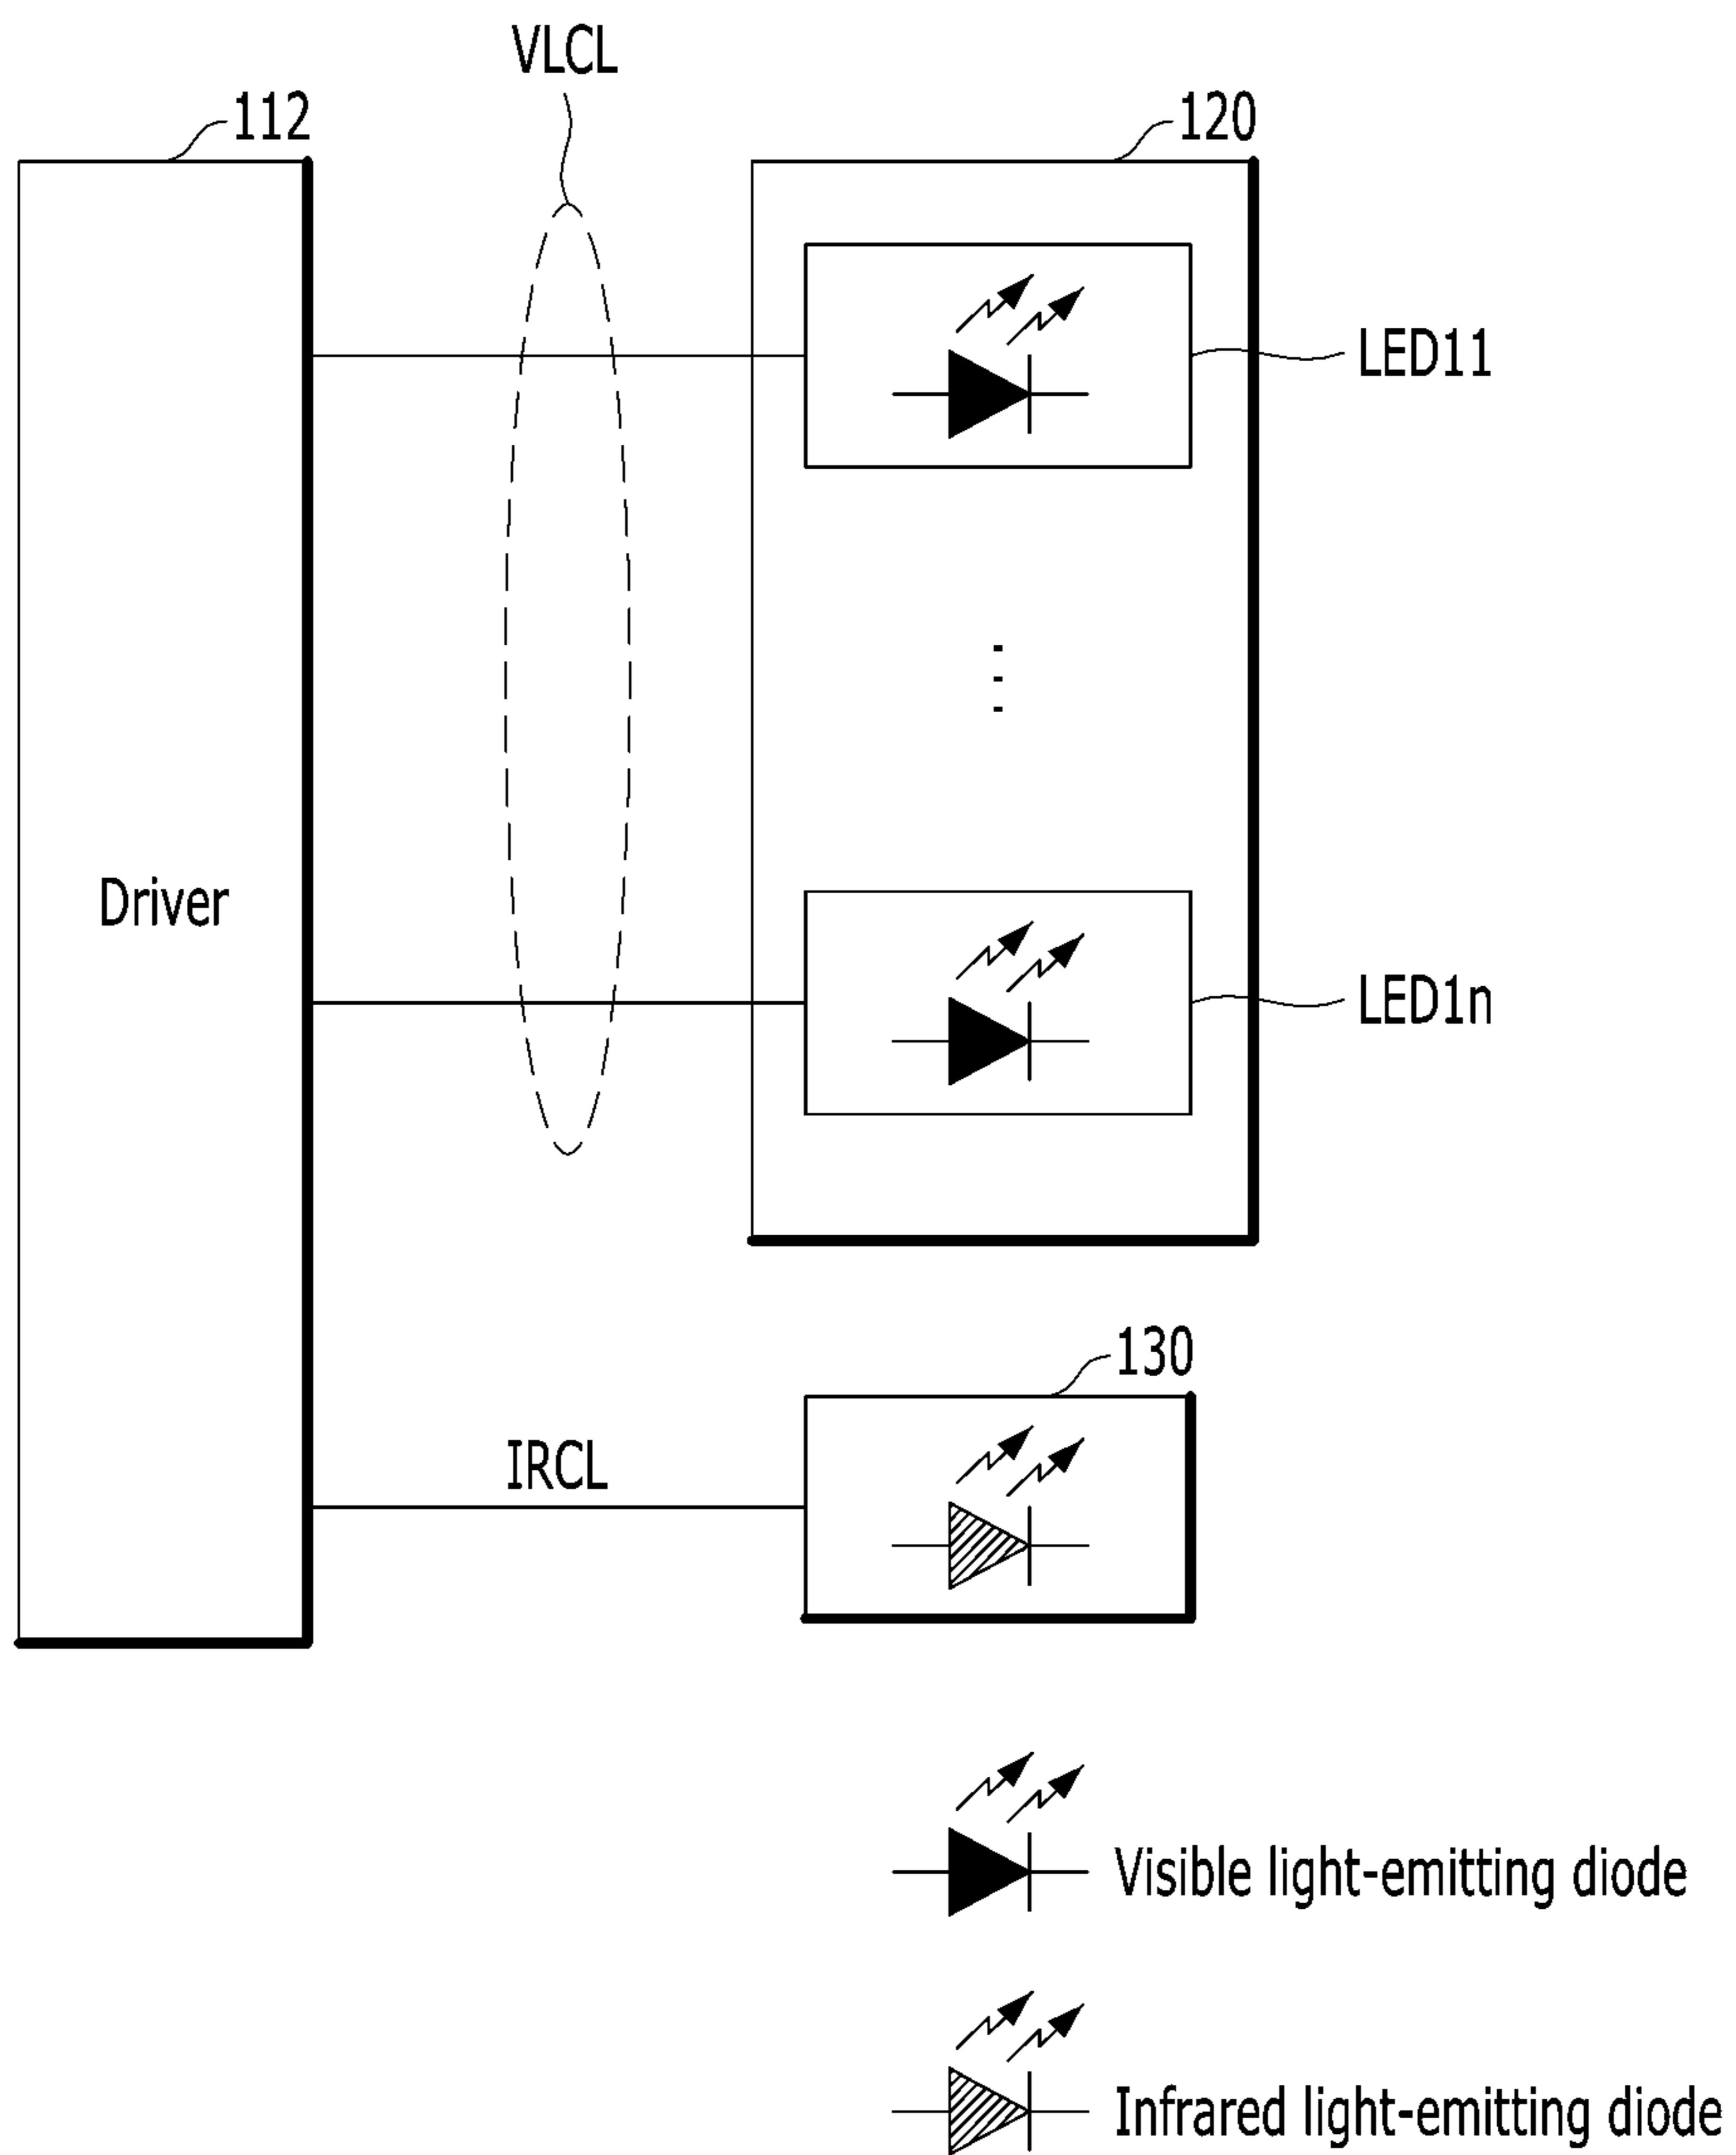 VLCL
112
120
LED11
Driver
LED1n
130
IRCL
Visible light-emitting diode
Infrared light-emitting diode